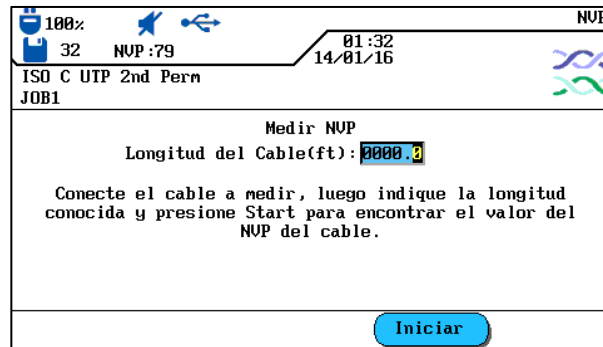 100%
NVP
32 NVP:79
01:32
14/01/16
ISO C UTP 2nd Perm
JOB1
Medir NVP
Longitud del Cable(ft): 0000.0
Conecte el cable a medir, luego indique la longitud
conocida y presione Start para encontrar el valor del
NVP del cable.
Iniciar